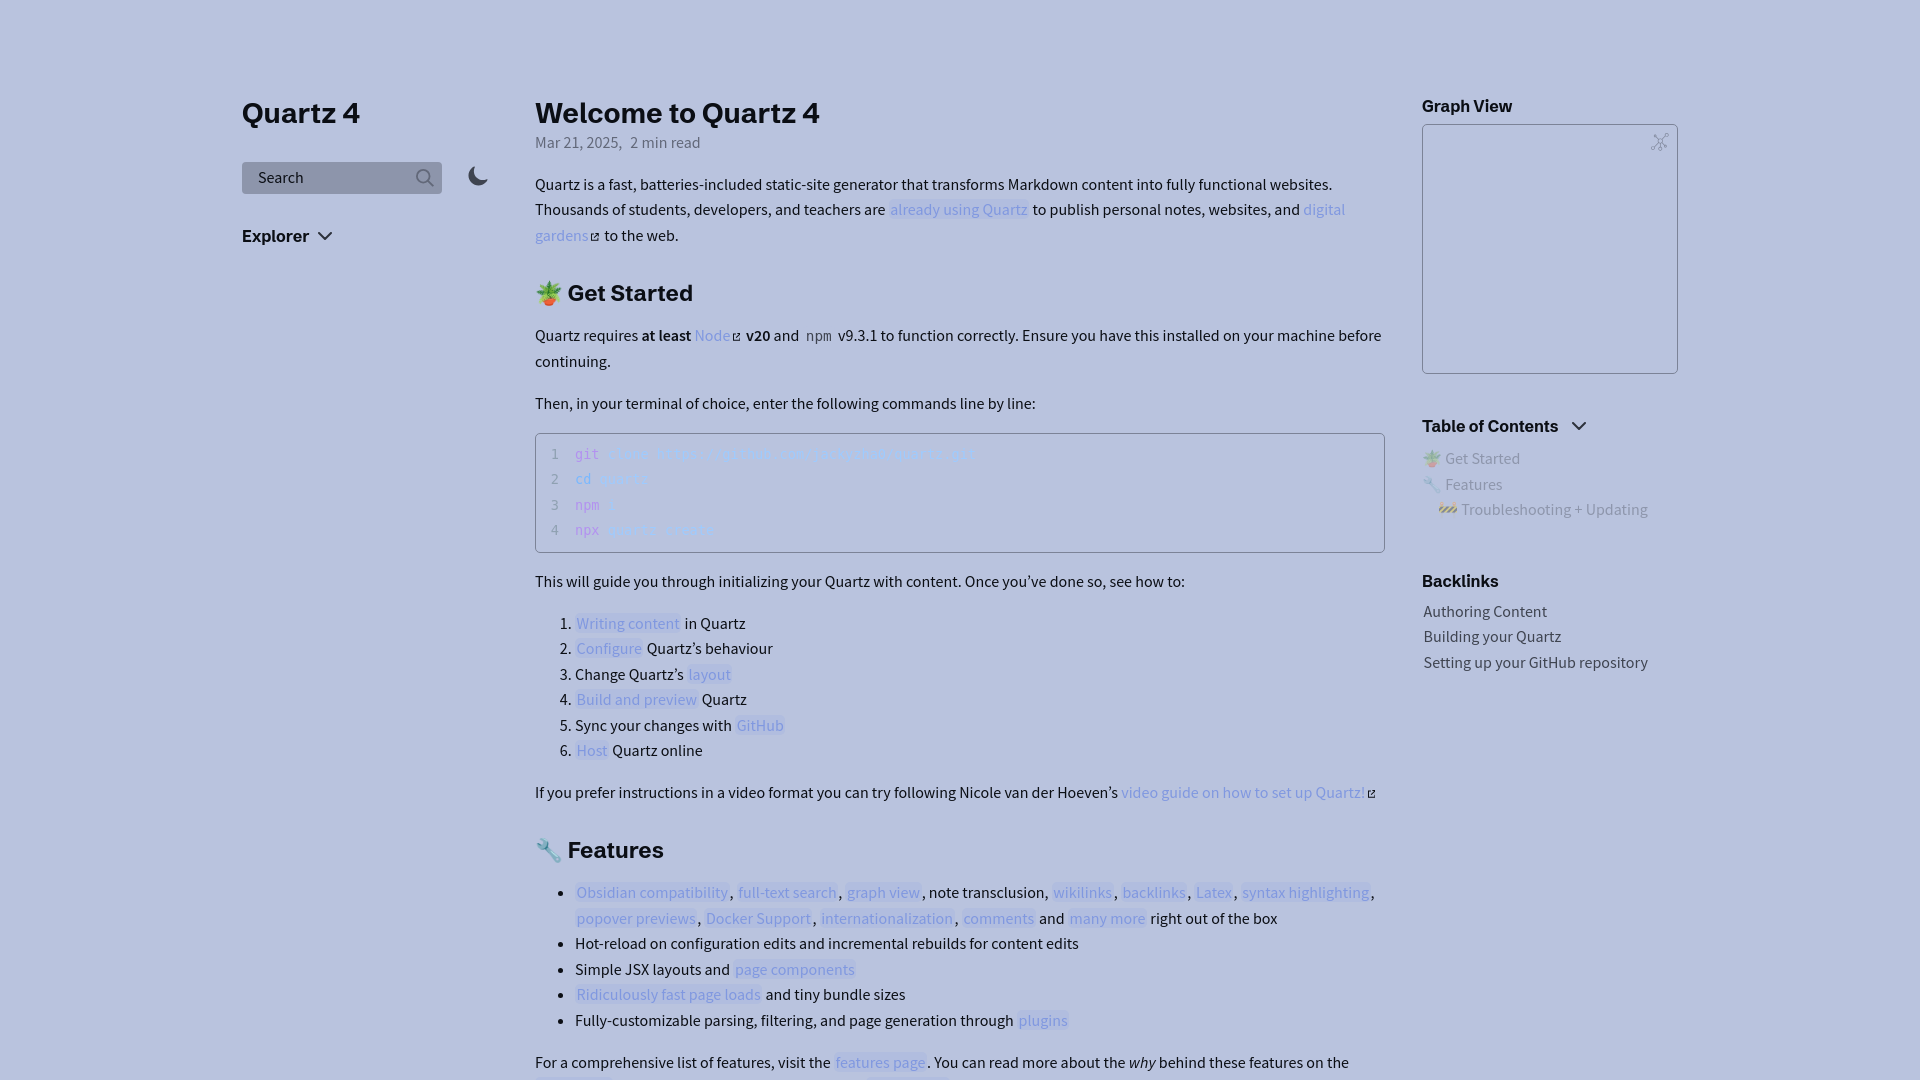 Quartz 4
Search
Explorer
Welcome to Quartz 4
Mar 21, 2025, 2 min read
Quartz is a fast, batteries-included static-site generator that transforms Markdown content into fully functional websites.
Thousands of students, developers, and teachers are already using Quartz to publish personal notes, websites, and digital
gardens to the web.
🪴 Get Started
Quartz requires at least Node v20 and npm v9.3.1 to function correctly. Ensure you have this installed on your machine before
continuing.
Then, in your terminal of choice, enter the following commands line by line:
1 git
2 cd
3 npm
4 npx
This will guide you through initializing your Quartz with content. Once you’ve done so, see how to:
1. Writing content in Quartz
2. Configure Quartz’s behaviour
3. Change Quartz’s layout
4. Build and preview Quartz
5. Sync your changes with GitHub
6. Host Quartz online
If you prefer instructions in a video format you can try following Nicole van der Hoeven’s video guide on how to set up Quartz!
🔧 Features
• Obsidian compatibility, full-text search, graph view, note transclusion, wikilinks, backlinks, Latex, syntax highlighting,
popover previews, Docker Support, internationalization, comments and many more right out of the box
• Hot-reload on configuration edits and incremental rebuilds for content edits
• Simple JSX layouts and page components
• Ridiculously fast page loads and tiny bundle sizes
• Fully-customizable parsing, filtering, and page generation through plugins
For a comprehensive list of features, visit the features page. You can read more about the why behind these features on the
Graph View
Table of Contents
🪴 Get Started
🔧 Features
🚧 Troubleshooting + Updating
Backlinks
Authoring Content
Building your Quartz
Setting up your GitHub repository